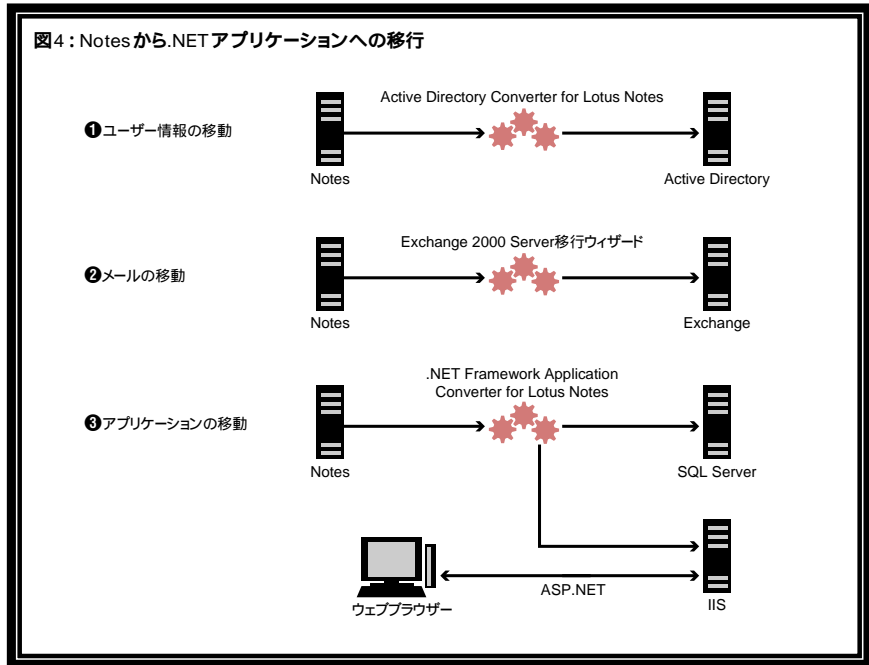 図4：Notesから.NETアプリケーションへの移行
Active Directory Converter for Lotus Notes
❶ユーザー情報の移動
Notes
Active Directory
Exchange 2000 Server移行ウィザード
❷メールの移動
Notes
Exchange
.NET Framework Application
Converter for Lotus Notes
❸アプリケーションの移動
Notes
SQL Server
ASP.NET
ウェブブラウザー
IIS